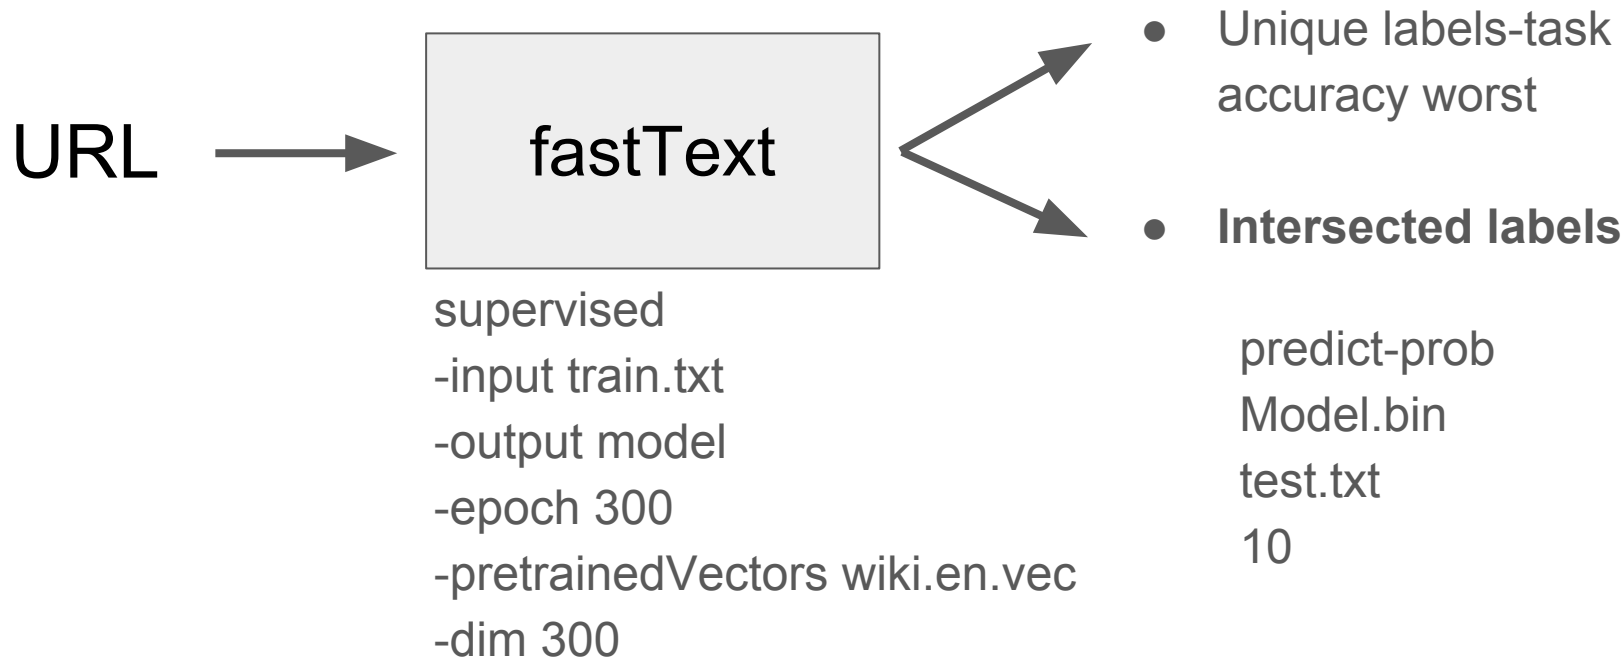 URL
fastText
supervised
-input train.txt
-output model
-epoch 300
-pretrainedVectors wiki.en.vec
-dim 300
● Unique labels-task
accuracy worst
● Intersected labels
predict-prob
Model.bin
test.txt
10